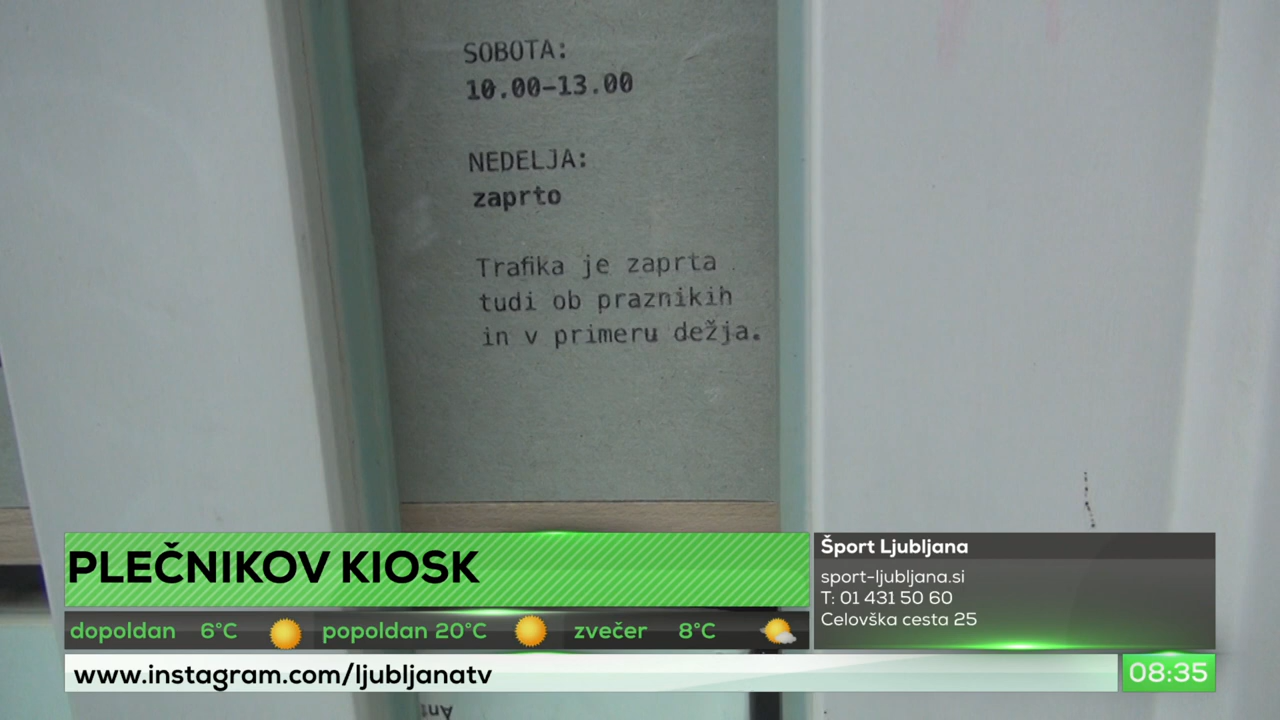 SOBOTA:
10.00–13.00
NEDELJA:
zaprto
Trafika je zaprta
tudi ob praznikih
in v primeru dežja.
PLEČNIKOV KIOSK
dopoldan 6°C popoldan 20°C zvečer 8°C
www.instagram.com/ljubljanatv
Šport Ljubljana
sport-ljubljana.si
T: 01 431 50 60
Celovška cesta 25
08:35